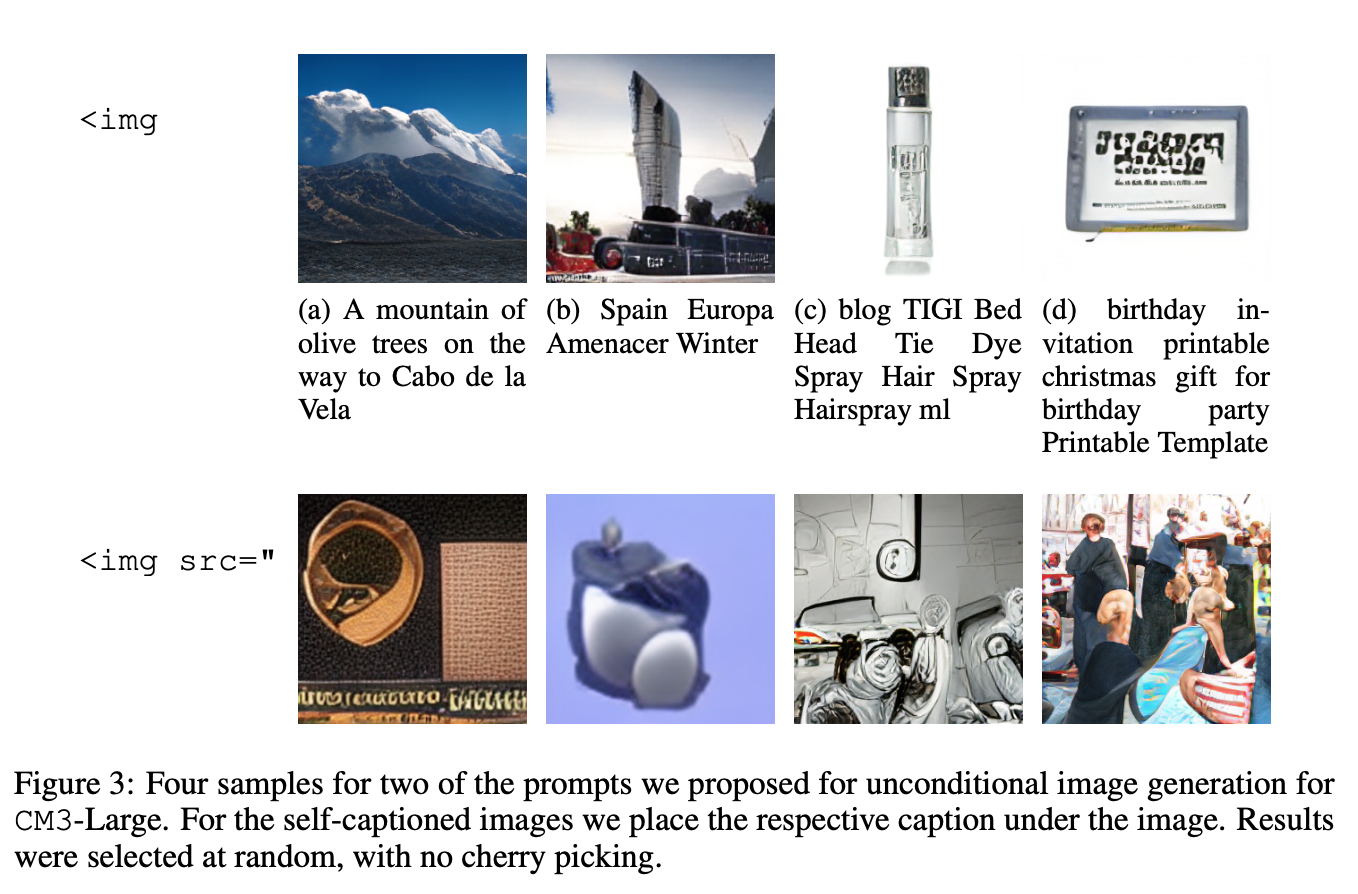 <img
(a) A mountain of
olive trees on the
way to Cabo de la
Vela
(b) Spain Europa
Amenacer Winter
(c) blog TIGI Bed
Head Tie Dye
Spray Hair Spray
Hairspray ml
(d) birthday in-
vitation printable
christmas gift for
birthday party
Printable Template
<img src="
Figure 3: Four samples for two of the prompts we proposed for unconditional image generation for
CM3-Large. For the self-captioned images we place the respective caption under the image. Results
were selected at random, with no cherry picking.